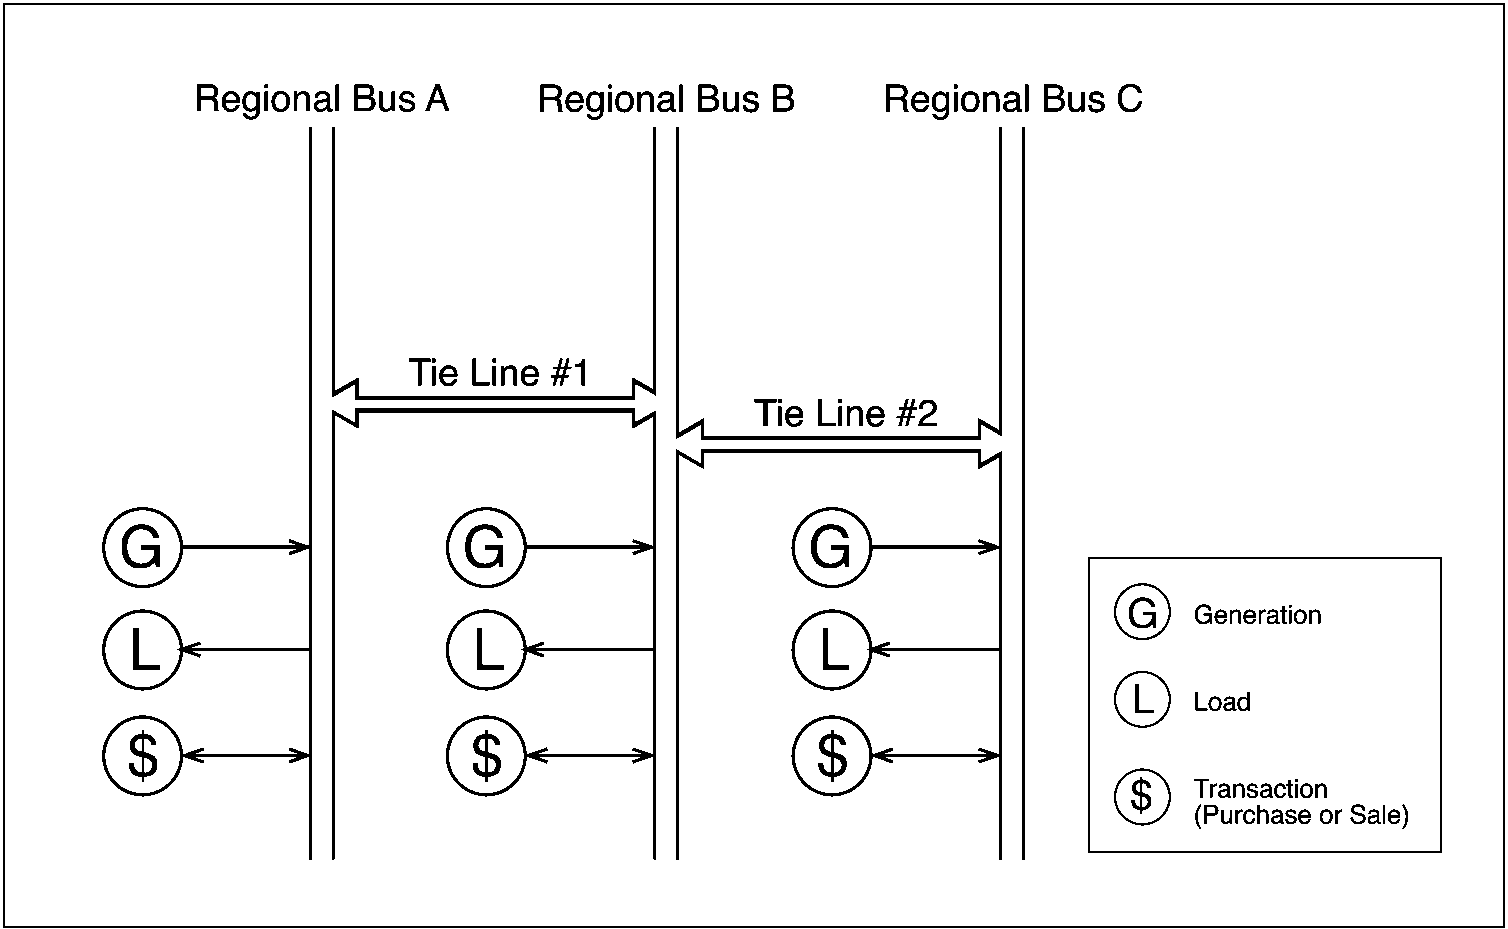 Regional Bus A
Regional Bus B
Regional Bus C
Tie Line #1
Tie Line #2
G
G
G
L
L
L
$
$
$
G Generation
L Load
$ Transaction
(Purchase or Sale)